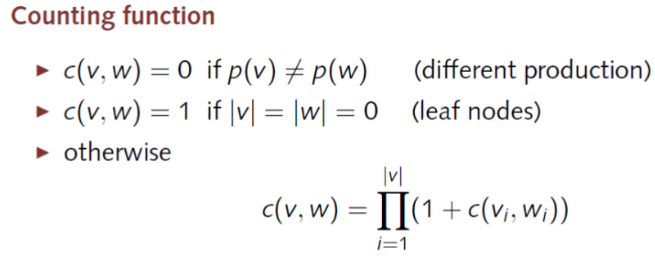 Counting function
▶ c(v, w) = 0 if p(v) ≠ p(w) (different production)
▶ c(v, w) = 1 if |v| = |w| = 0 (leaf nodes)
▶ otherwise
|v|
c(v, w) = ∏(1 + c(vᵢ, wᵢ))
i=1